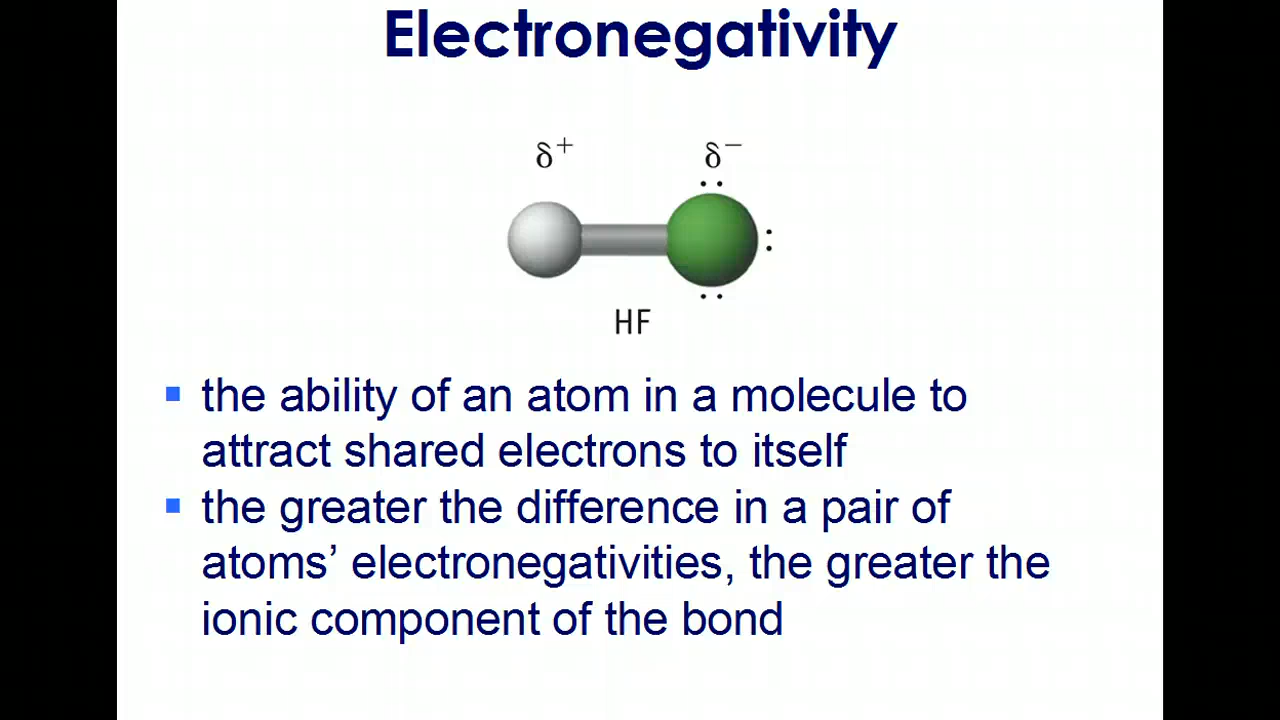 Electronegativity
δ⁺ δ⁻
HF
▪ the ability of an atom in a molecule to
attract shared electrons to itself
▪ the greater the difference in a pair of
atoms’ electronegativities, the greater the
ionic component of the bond